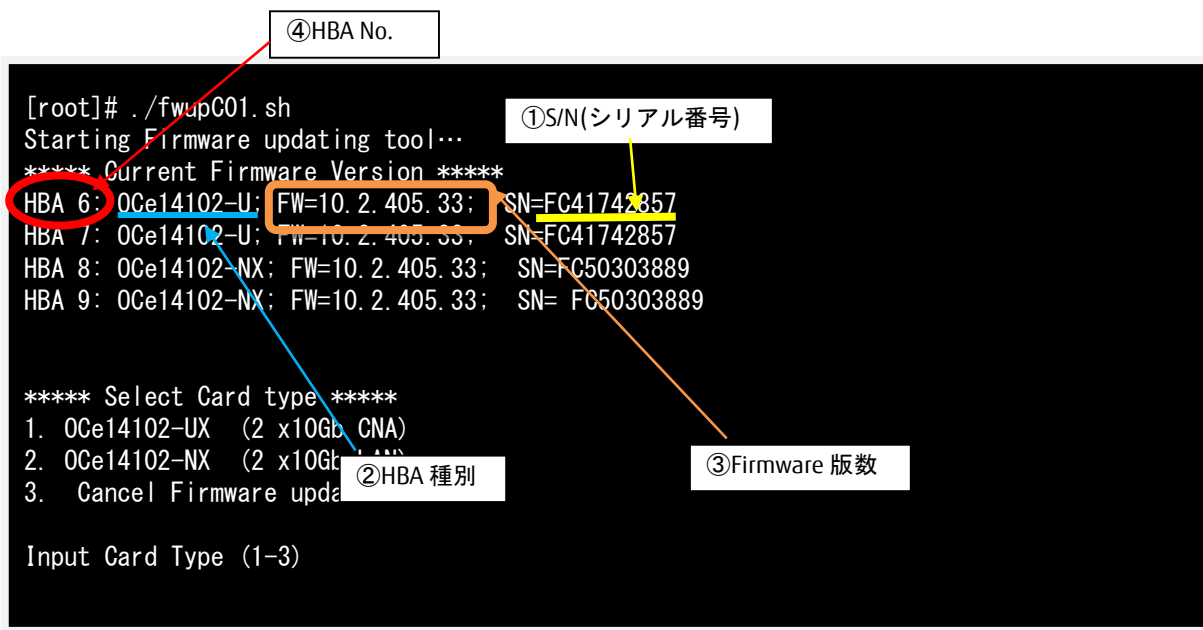 ④HBA No.
[root]# ./fwupC01.sh
①S/N(シリアル番号)
Starting Firmware updating tool…
***** Current Firmware Version *****
HBA 6: OCe14102-U; FW=10.2.405.33; SN=FC41742857
HBA 7: OCe14102-U; FW=10.2.405.33; SN=FC41742857
HBA 8: OCe14102-NX; FW=10.2.405.33; SN=FC50303889
HBA 9: OCe14102-NX; FW=10.2.405.33; SN= FC50303889
***** Select Card type *****
1. OCe14102-UX (2 x10Gb CNA)
2. OCe14102-NX (2 x10Gb LAN)
②HBA 種別
③Firmware 版数
3. Cancel Firmware
Input Card Type (1-3)